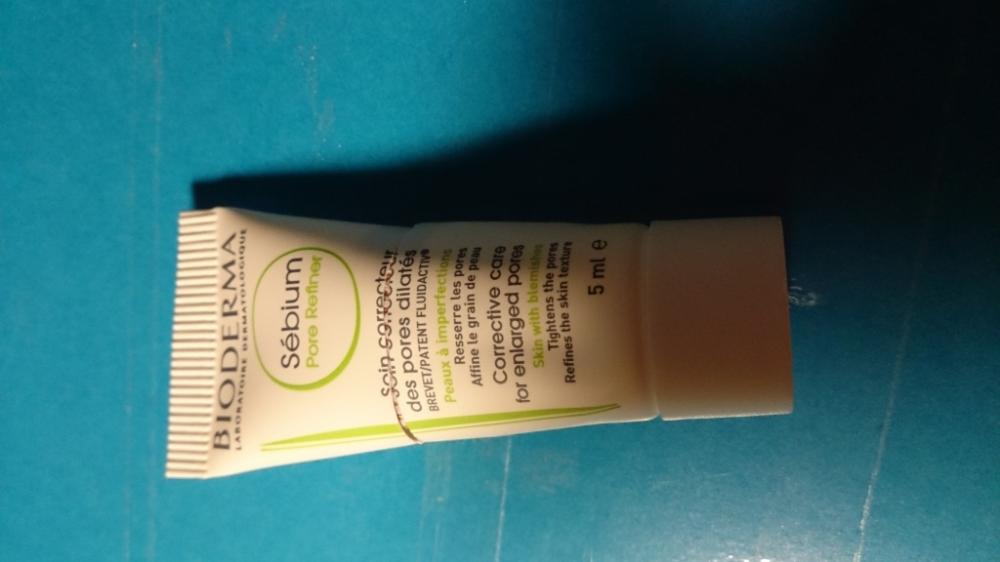 BIODERMA
LABORATOIRE DERMATOLOGIQUE
Sébium
Pore Refiner
Soin correcteur
des pores dilatés
BREVET/PATENT FLUIDACTIV®
Peaux à imperfections
Resserre les pores
Affine le grain de peau
Corrective care
for enlarged pores
Skin with blemishes
Tightens the pores
Refines the skin texture
5 ml ℮